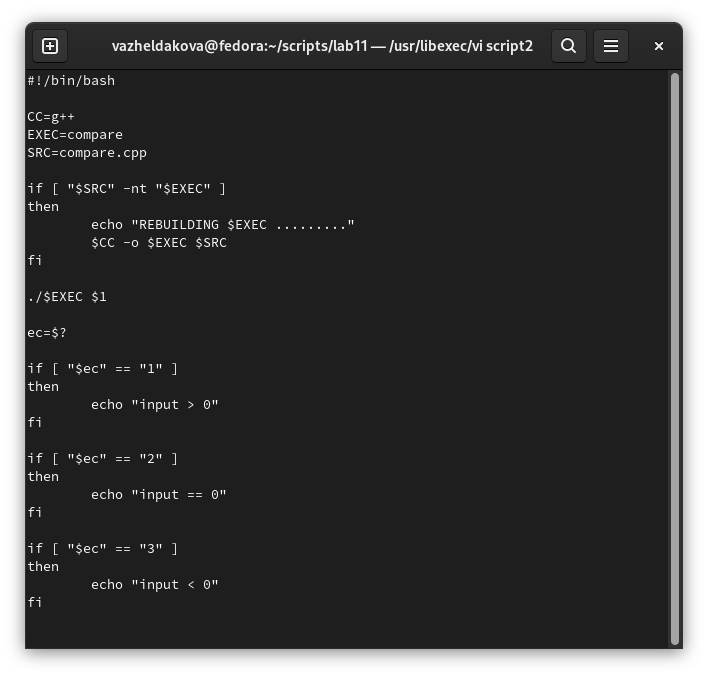 vazheldakova@fedora:~/scripts/lab11 — /usr/libexec/vi script2
#!/bin/bash

CC=g++
EXEC=compare
SRC=compare.cpp

if [ "$SRC" -nt "$EXEC" ]
then
        echo "REBUILDING $EXEC ........."
        $CC -o $EXEC $SRC
fi

./$EXEC $1

ec=$?

if [ "$ec" == "1" ]
then
        echo "input > 0"
fi

if [ "$ec" == "2" ]
then
        echo "input == 0"
fi

if [ "$ec" == "3" ]
then
        echo "input < 0"
fi